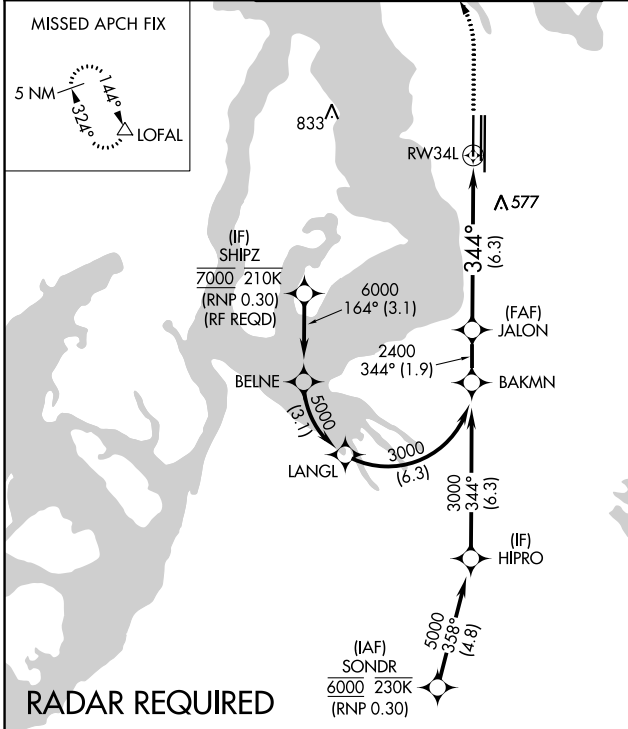 MISSED APCH FIX
5 NM
144°
324°
LOFAL
833
RW34L
577
344°
(6.3)
(IF)
SHIPZ
7000 210K
(RNP 0.30)
(RF REQD)
6000
164° (3.1)
(FAF)
JALON
2400
344° (1.9)
BELNE
BAKMN
5000
(3.1)
LANGL
3000
(6.3)
3000
344°
(6.3)
(IF)
HIPRO
5000
358°
(4.8)
(IAF)
SONDR
6000 230K
(RNP 0.30)
RADAR REQUIRED